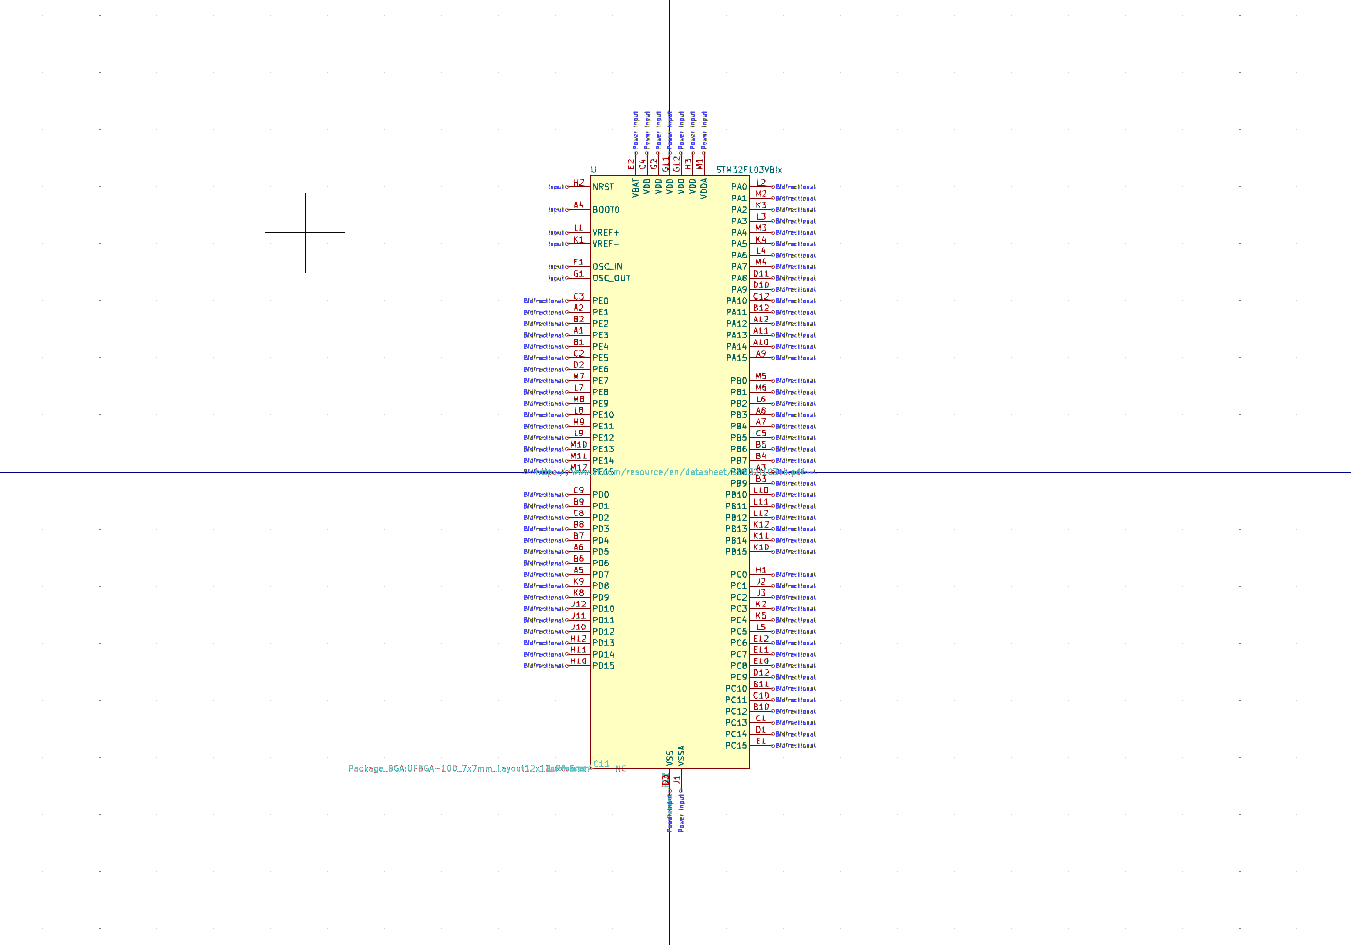 Power Input Power Input Power Input Power Input Power Input Power Input Power Input
E2 C4 G2 G11 G12 H3 M1
U STM32F103VBIx
VBAT VDD VDD VDD VDD VDD VDDA
Input H2 NRST PA0 L2 Bidirectional
PA1 M2 Bidirectional
Input A4 BOOT0 PA2 K3 Bidirectional
PA3 L3 Bidirectional
Input L1 VREF+ PA4 M3 Bidirectional
Input K1 VREF- PA5 K4 Bidirectional
PA6 L4 Bidirectional
Input F1 OSC_IN PA7 M4 Bidirectional
Input G1 OSC_OUT PA8 D11 Bidirectional
PA9 D10 Bidirectional
Bidirectional C3 PE0 PA10 C12 Bidirectional
Bidirectional A2 PE1 PA11 B12 Bidirectional
Bidirectional B2 PE2 PA12 A12 Bidirectional
Bidirectional A1 PE3 PA13 A11 Bidirectional
Bidirectional B1 PE4 PA14 A10 Bidirectional
Bidirectional C2 PE5 PA15 A9 Bidirectional
Bidirectional D2 PE6
Bidirectional M7 PE7 PB0 M5 Bidirectional
Bidirectional L7 PE8 PB1 M6 Bidirectional
Bidirectional M8 PE9 PB2 L6 Bidirectional
Bidirectional L8 PE10 PB3 A8 Bidirectional
Bidirectional M9 PE11 PB4 A7 Bidirectional
Bidirectional L9 PE12 PB5 C5 Bidirectional
Bidirectional M10 PE13 PB6 B5 Bidirectional
Bidirectional M11 PE14 PB7 B4 Bidirectional
Bidirectional M12 PE15 /resource/en/datasheet/ PB8 A3 Bidirectional
PB9 B3 Bidirectional
Bidirectional C9 PD0 PB10 L10 Bidirectional
Bidirectional B9 PD1 PB11 L11 Bidirectional
Bidirectional C8 PD2 PB12 L12 Bidirectional
Bidirectional B8 PD3 PB13 K12 Bidirectional
Bidirectional B7 PD4 PB14 K11 Bidirectional
Bidirectional A6 PD5 PB15 K10 Bidirectional
Bidirectional B6 PD6
Bidirectional A5 PD7 PC0 H1 Bidirectional
Bidirectional K9 PD8 PC1 J2 Bidirectional
Bidirectional K8 PD9 PC2 J3 Bidirectional
Bidirectional J12 PD10 PC3 K2 Bidirectional
Bidirectional J11 PD11 PC4 K5 Bidirectional
Bidirectional J10 PD12 PC5 L5 Bidirectional
Bidirectional H12 PD13 PC6 E12 Bidirectional
Bidirectional H11 PD14 PC7 E11 Bidirectional
Bidirectional H10 PD15 PC8 E10 Bidirectional
PC9 D12 Bidirectional
PC10 B11 Bidirectional
PC11 C10 Bidirectional
PC12 B10 Bidirectional
PC13 C1 Bidirectional
PC14 D1 Bidirectional
PC15 E1 Bidirectional
VSS VSSA
C11 NC
Package_BGA:UFBGA-100_7x7mm_Layout12x12
J1
Power Input